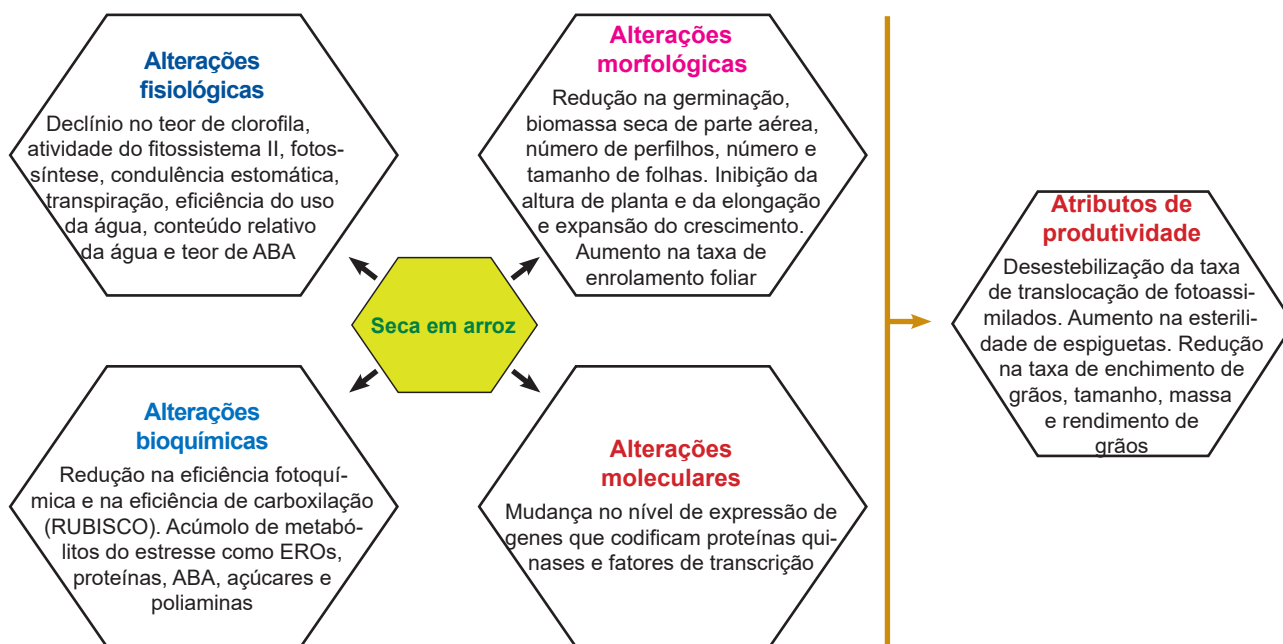 Alterações
fisiológicas
Declínio no teor de clorofila,
atividade do fitossistema II, fotos-
síntese, condulência estomática,
transpiração, eficiência do uso
da água, conteúdo relativo
da água e teor de ABA
Alterações
morfológicas
Redução na germinação,
biomassa seca de parte aérea,
número de perfilhos, número e
tamanho de folhas. Inibição da
altura de planta e da elongação
e expansão do crescimento.
Aumento na taxa de
enrolamento foliar
Seca em arroz
Alterações
bioquímicas
Redução na eficiência fotoquí-
mica e na eficiência de carboxilação
(RUBISCO). Acúmolo de metabó-
litos do estresse como EROs,
proteínas, ABA, açúcares e
poliaminas
Alterações
moleculares
Mudança no nível de expressão de
genes que codificam proteínas qui-
nases e fatores de transcrição
Atributos de
produtividade
Desestebilização da taxa
de translocação de fotoassi-
milados. Aumento na esterili-
dade de espiguetas. Redução
na taxa de enchimento de
grãos, tamanho, massa
e rendimento de
grãos